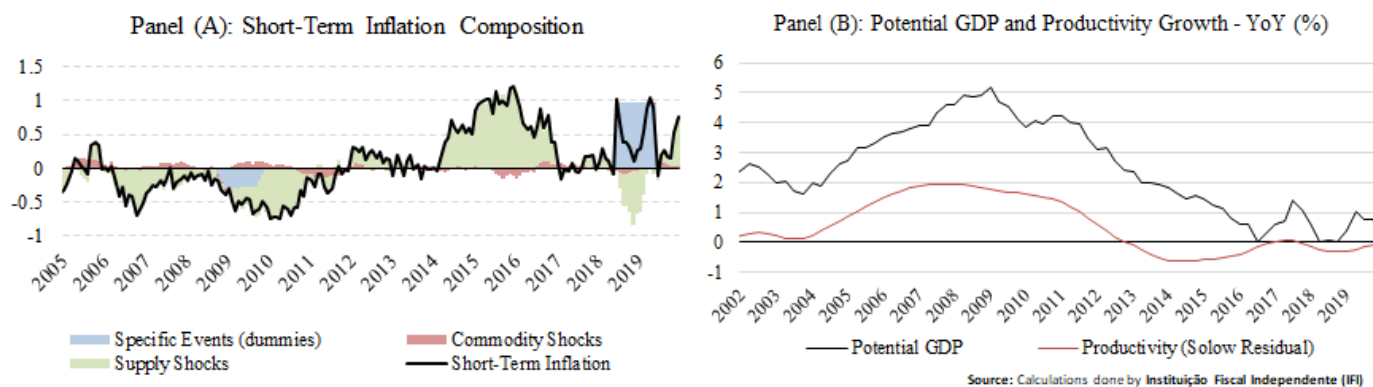 Panel (A): Short-Term Inflation Composition
1.5
1
0.5
0
-0.5
-1
2005 2006 2007 2008 2009 2010 2011 2012 2013 2014 2015 2016 2017 2018 2019
Specific Events (dummies) Commodity Shocks
Supply Shocks Short-Term Inflation
Panel (B): Potential GDP and Productivity Growth - YoY (%)
6
5
4
3
2
1
0
-1
2002 2003 2004 2005 2006 2007 2008 2009 2010 2011 2012 2013 2014 2015 2016 2017 2018 2019
Potential GDP Productivity (Solow Residual)
Source: Calculations done by Instituição Fiscal Independente (IFI)